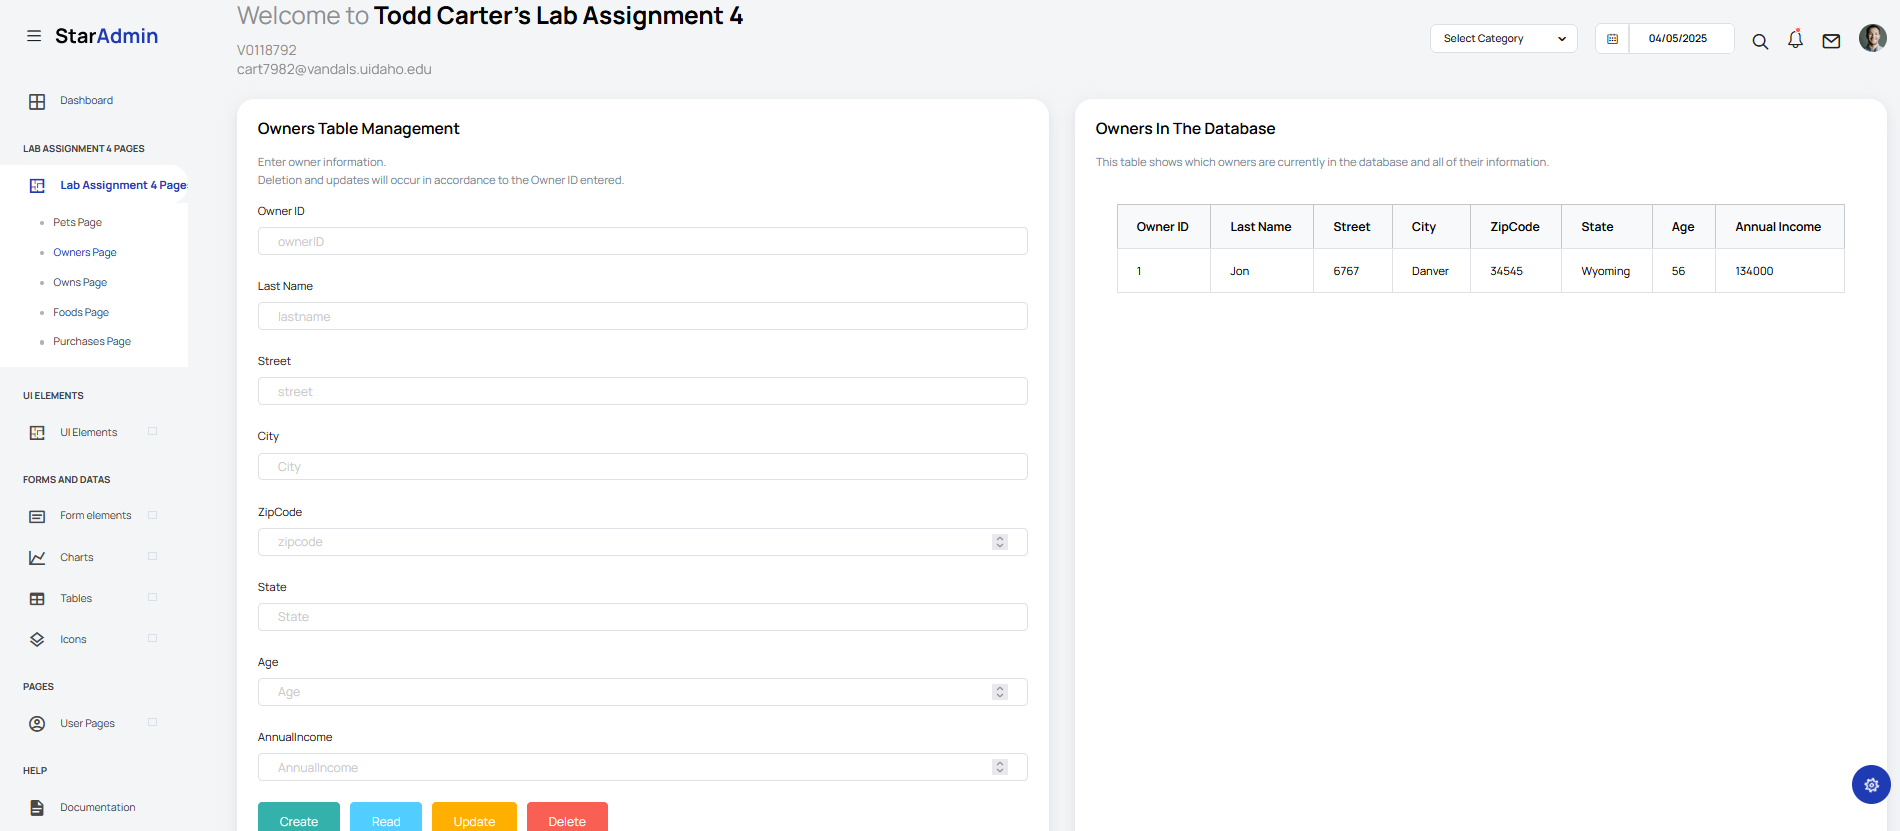 StarAdmin
Welcome to Todd Carter's Lab Assignment 4
V0118792
cart7982@vandals.uidaho.edu
Select Category
04/05/2025
Dashboard
LAB ASSIGNMENT 4 PAGES
Lab Assignment 4 Page
Pets Page
Owners Page
Owns Page
Foods Page
Purchases Page
UI ELEMENTS
UI Elements
FORMS AND DATAS
Form elements
Charts
Tables
Icons
PAGES
User Pages
HELP
Documentation
Owners Table Management
Enter owner information.
Deletion and updates will occur in accordance to the Owner ID entered.
Owner ID
ownerID
Last Name
lastname
Street
street
City
City
ZipCode
zipcode
State
State
Age
Age
AnnualIncome
AnnualIncome
Create Read Update Delete
Owners In The Database
This table shows which owners are currently in the database and all of their information.
Owner ID Last Name Street City ZipCode State Age Annual Income
1 Jon 6767 Danver 34545 Wyoming 56 134000